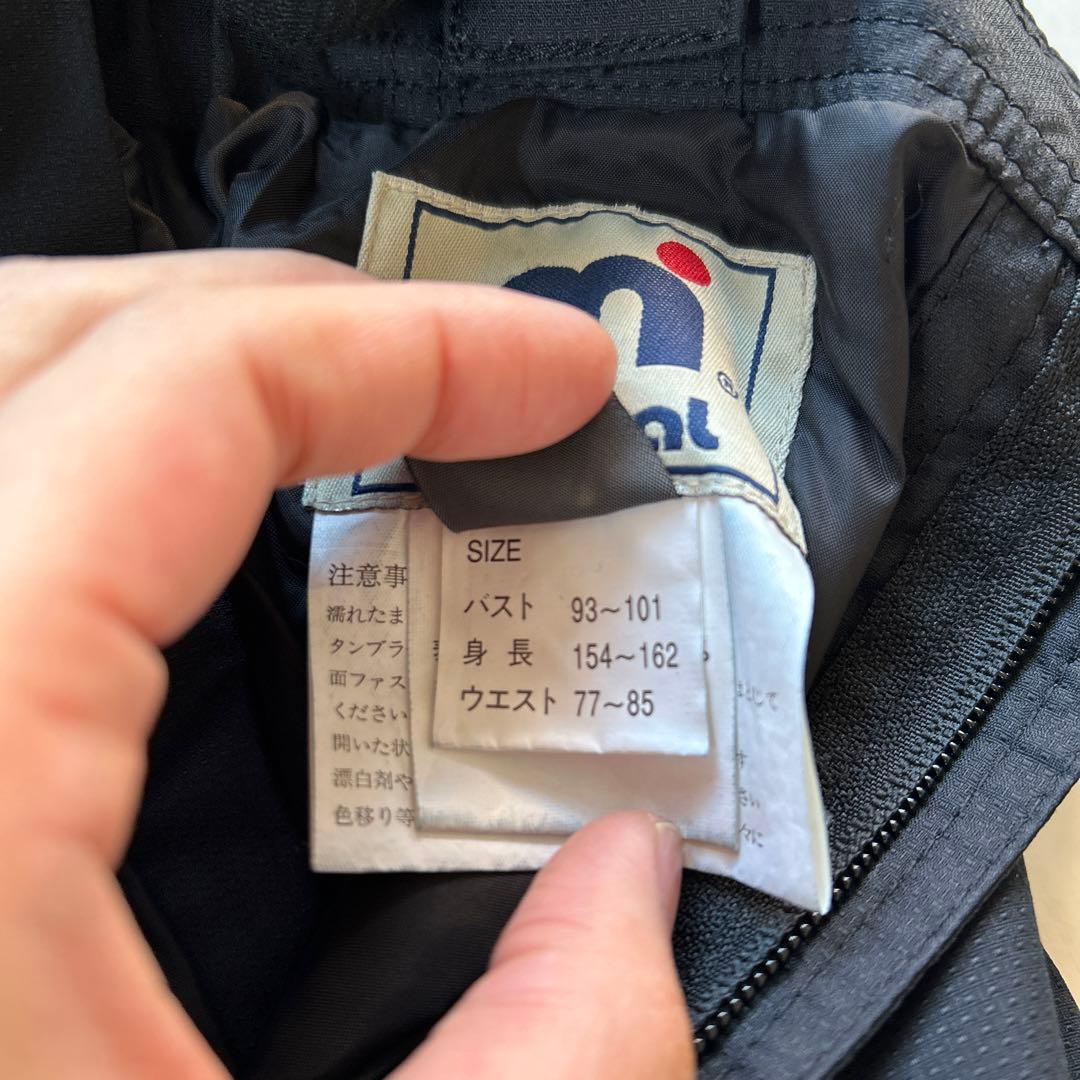 m
®
SIZE
バスト 93～101
身 長 154～162
ウエスト 77～85
注意事
濡れたま
タンブラ
面ファス
ください
開いた状
漂白剤や
色移り等